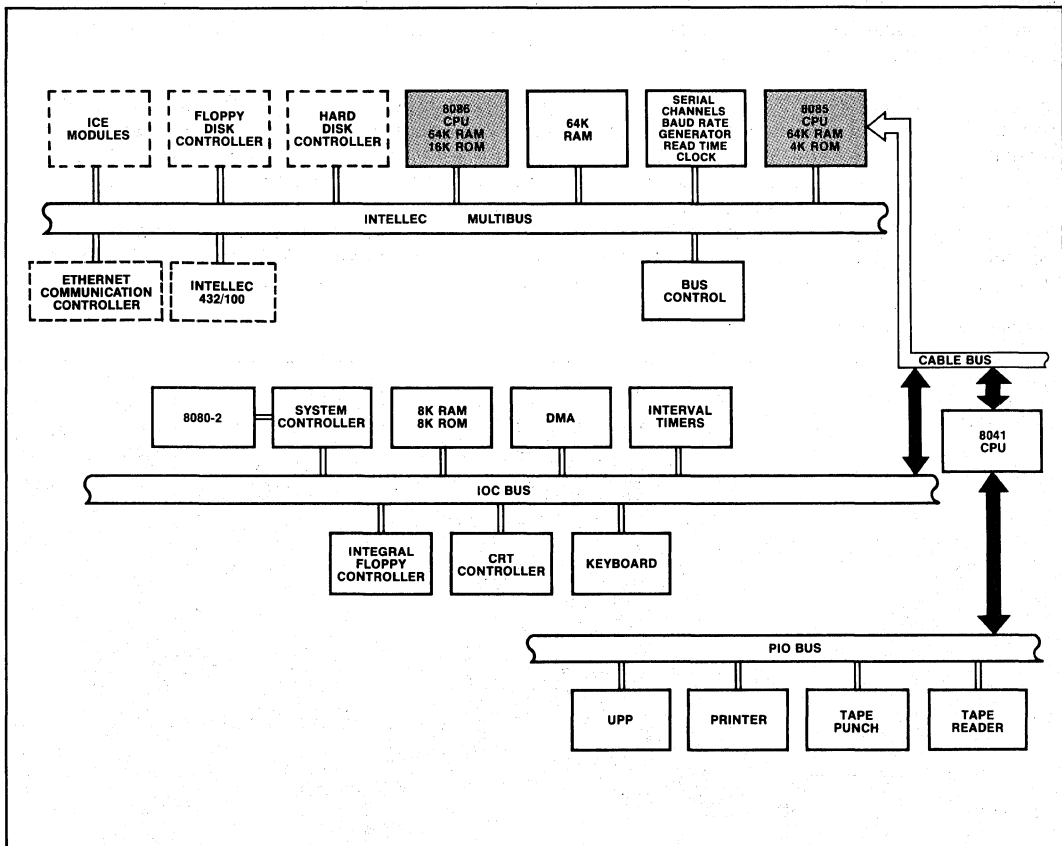 ICE
MODULES
FLOPPY
DISK
CONTROLLER
HARD
DISK
CONTROLLER
8086
CPU
64K RAM
16K ROM
64K
RAM
SERIAL
CHANNELS
BAUD RATE
GENERATOR
READ TIME
CLOCK
8085
CPU
64K RAM
4K ROM
INTELLEC MULTIBUS
ETHERNET
COMMUNICATION
CONTROLLER
INTELLEC
432/100
BUS
CONTROL
CABLE BUS
8080-2
SYSTEM
CONTROLLER
8K RAM
8K ROM
DMA
INTERVAL
TIMERS
8041
CPU
IOC BUS
INTEGRAL
FLOPPY
CONTROLLER
CRT
CONTROLLER
KEYBOARD
PIO BUS
UPP
PRINTER
TAPE
PUNCH
TAPE
READER